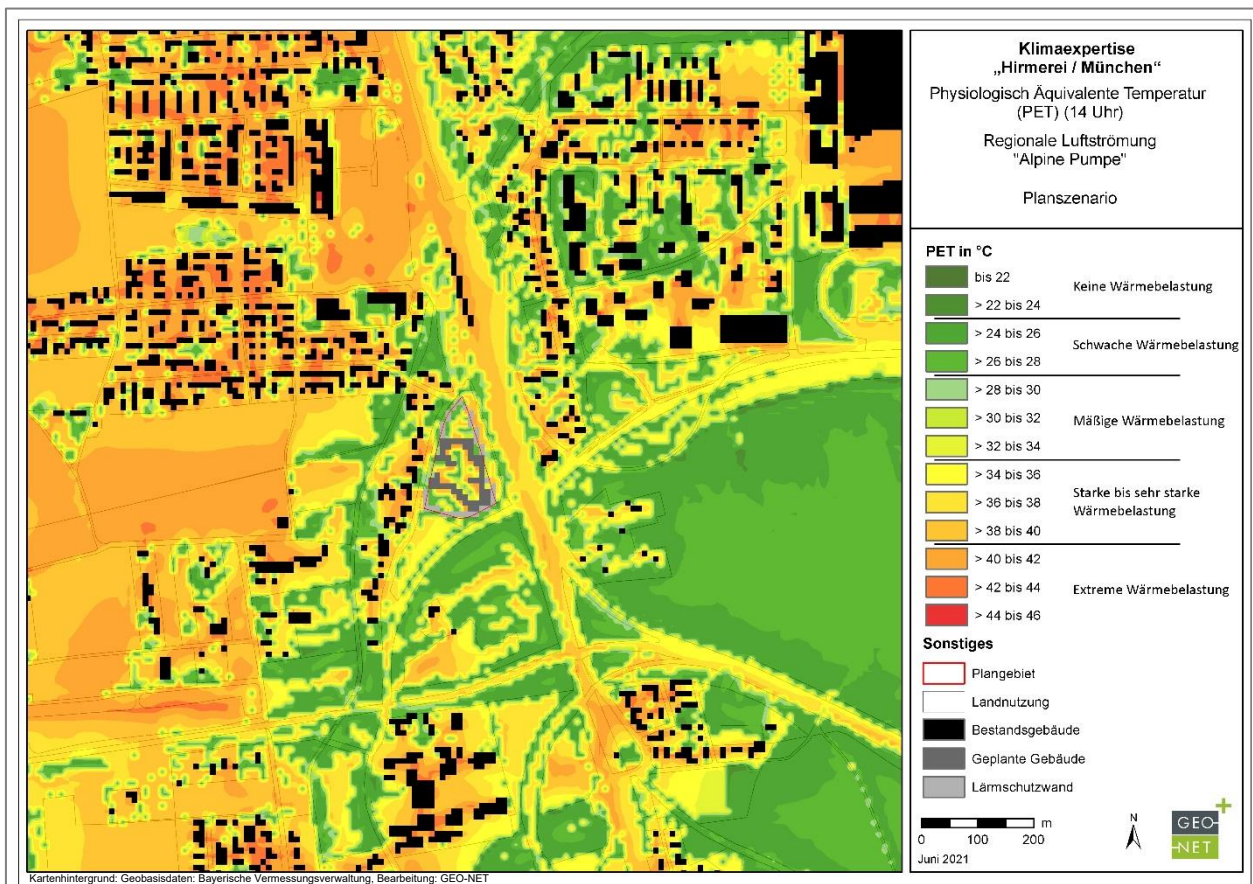 Klimaexpertise
„Hirmerei / München“
Physiologisch Äquivalente Temperatur
(PET) (14 Uhr)
Regionale Luftströmung
"Alpine Pumpe"
Planszenario
PET in °C
bis 22
> 22 bis 24
Keine Wärmebelastung
> 24 bis 26
> 26 bis 28
Schwache Wärmebelastung
> 28 bis 30
> 30 bis 32
> 32 bis 34
Mäßige Wärmebelastung
> 34 bis 36
> 36 bis 38
> 38 bis 40
Starke bis sehr starke
Wärmebelastung
> 40 bis 42
> 42 bis 44
> 44 bis 46
Extreme Wärmebelastung
Sonstiges
Plangebiet
Landnutzung
Bestandsgebäude
Geplante Gebäude
Lärmschutzwand
0 50 100 200 m
N
Juni 2021
GEO-
-NET
Kartenhintergrund: Geobasisdaten: Bayerische Vermessungsverwaltung, Bearbeitung: GEO-NET